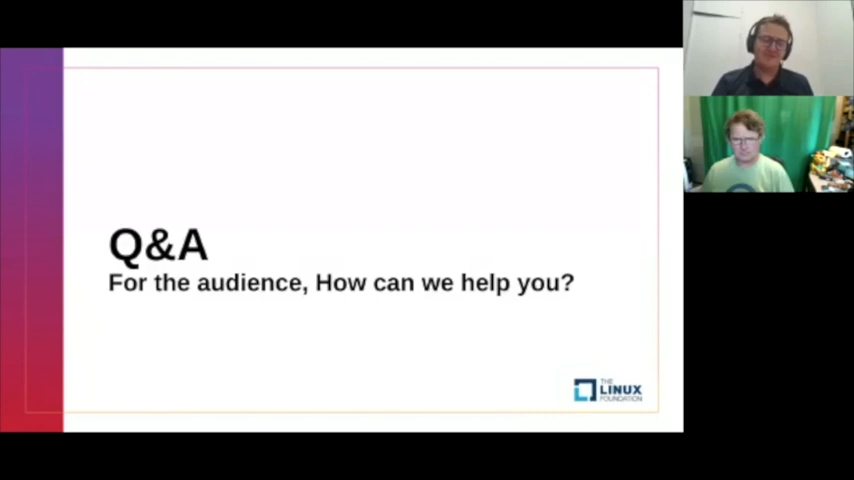 Q&A
For the audience, How can we help you?
THE
LINUX
FOUNDATION